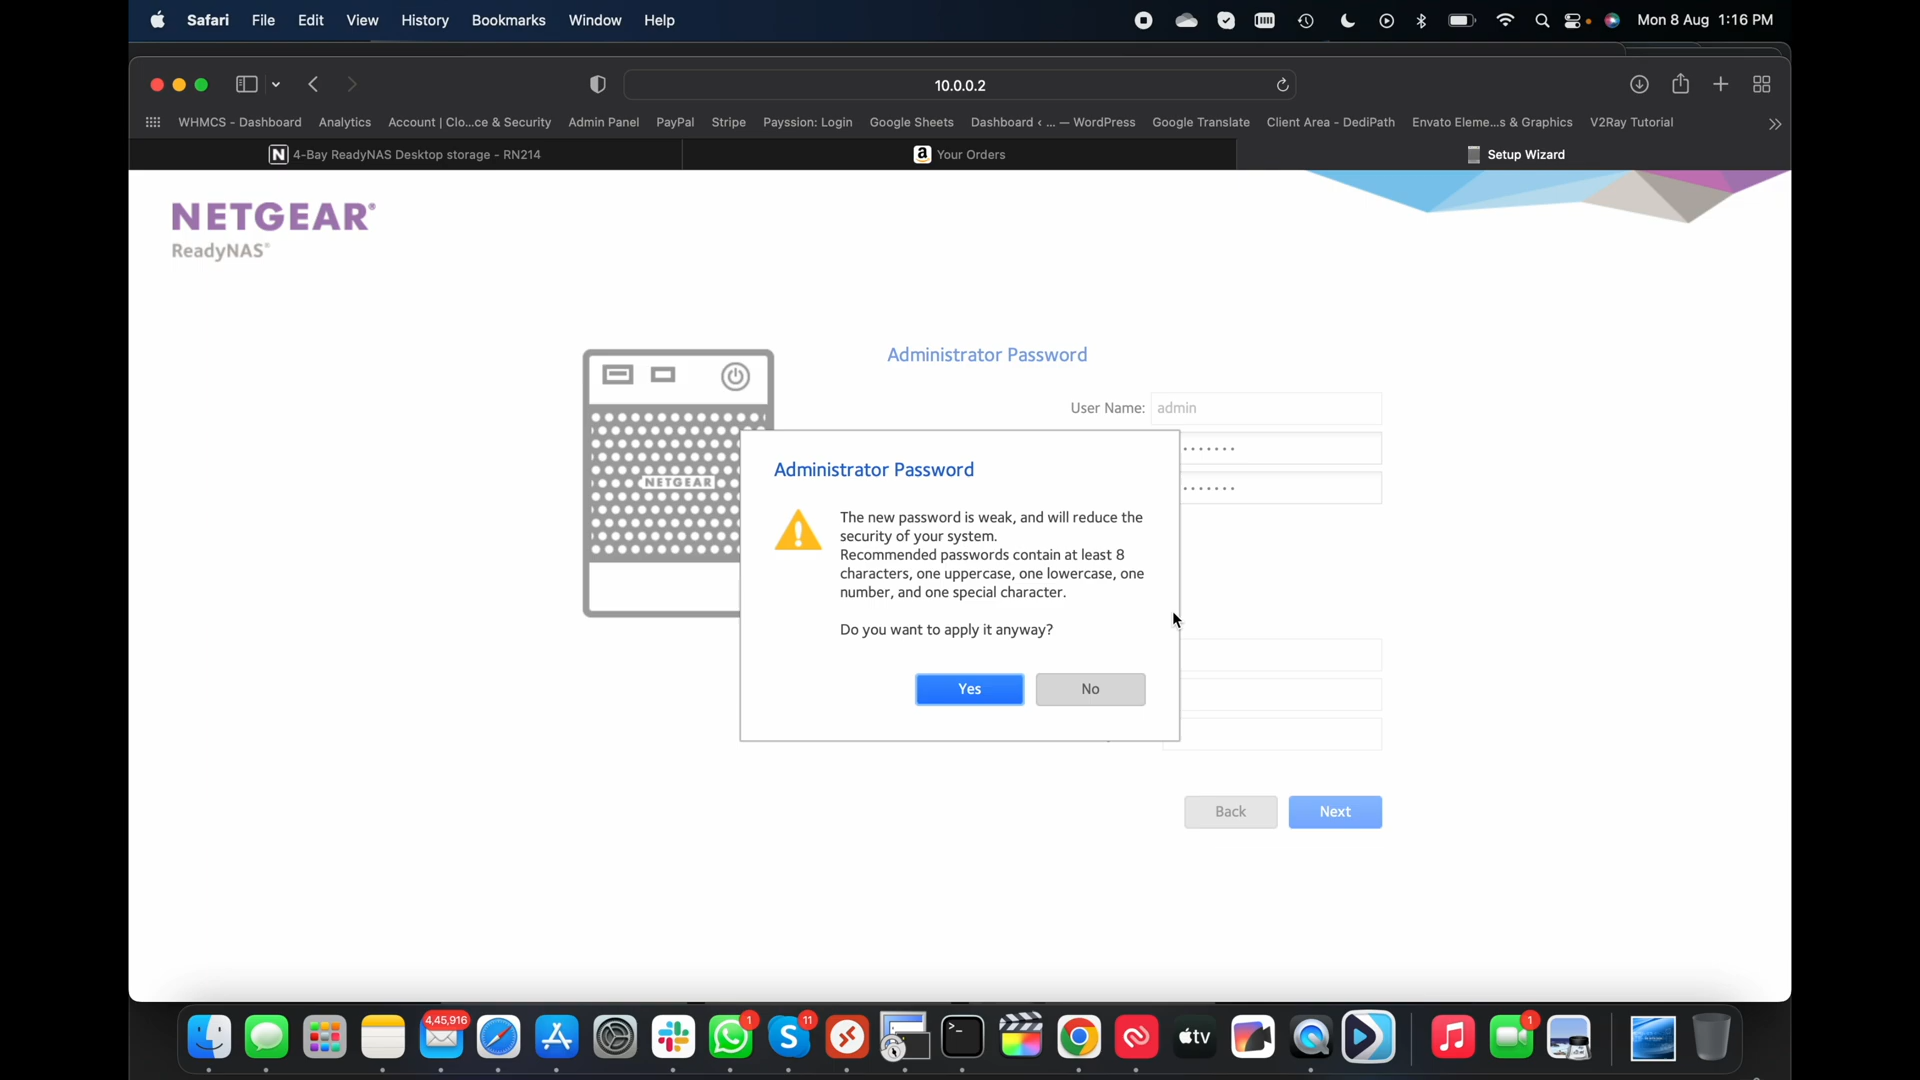 Safari File Edit View History Bookmarks Window Help Mon 8 Aug 1:16 PM
10.0.0.2
WHMCS - Dashboard Analytics Account | Clo...ce & Security Admin Panel PayPal Stripe Payssion: Login Google Sheets Dashboard < ... — WordPress Google Translate Client Area - DediPath Envato Eleme...s & Graphics V2Ray Tutorial
N 4-Bay ReadyNAS Desktop storage - RN214 a Your Orders Setup Wizard
NETGEAR®
ReadyNAS®
Administrator Password
User Name: admin
NETGEAR
Administrator Password
The new password is weak, and will reduce the
security of your system.
Recommended passwords contain at least 8
characters, one uppercase, one lowercase, one
number, and one special character.
Do you want to apply it anyway?
Yes No
Back Next
4,45,916 1 11 1
tv